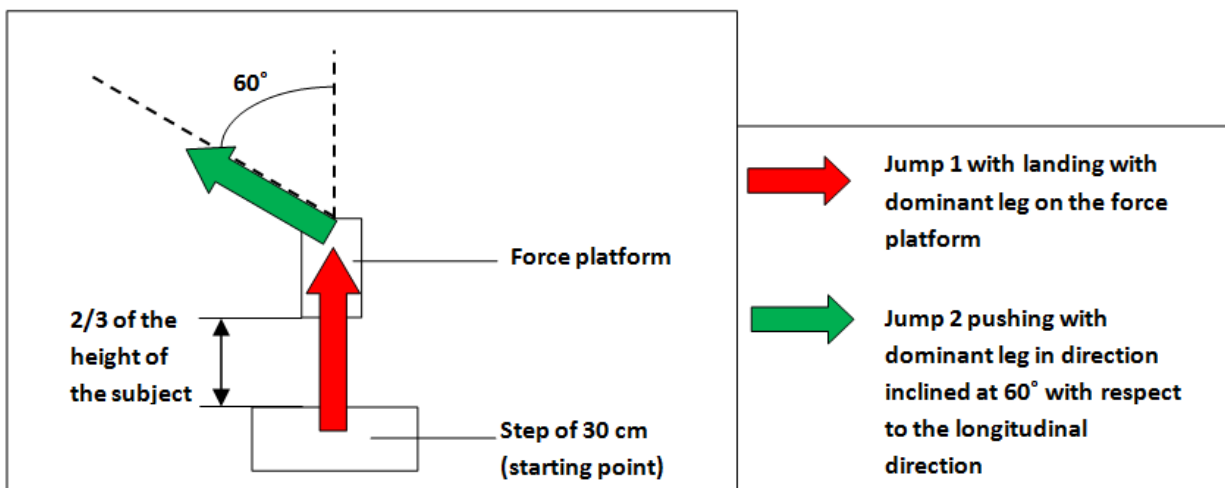 60°
Force platform
2/3 of the
height of
the subject
Step of 30 cm
(starting point)
Jump 1 with landing with
dominant leg on the force
platform
Jump 2 pushing with
dominant leg in direction
inclined at 60° with respect
to the longitudinal
direction